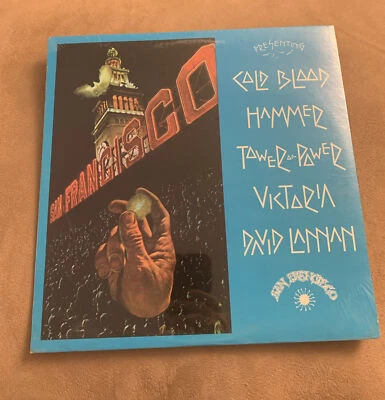 PRESENTING
COLD BLOOD
HAMMER
TOWER OF POWER
VICTORIA
DAVID LANNAN
SAN FRANCISCO
SAN FRANCISCO